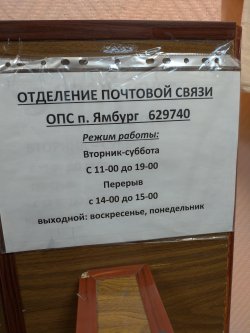 ОТДЕЛЕНИЕ ПОЧТОВОЙ СВЯЗИ
ОПС п. Ямбург 629740
Режим работы:
Вторник-суббота
С 11-00 до 19-00
Перерыв
с 14-00 до 15-00
выходной: воскресенье, понедельник